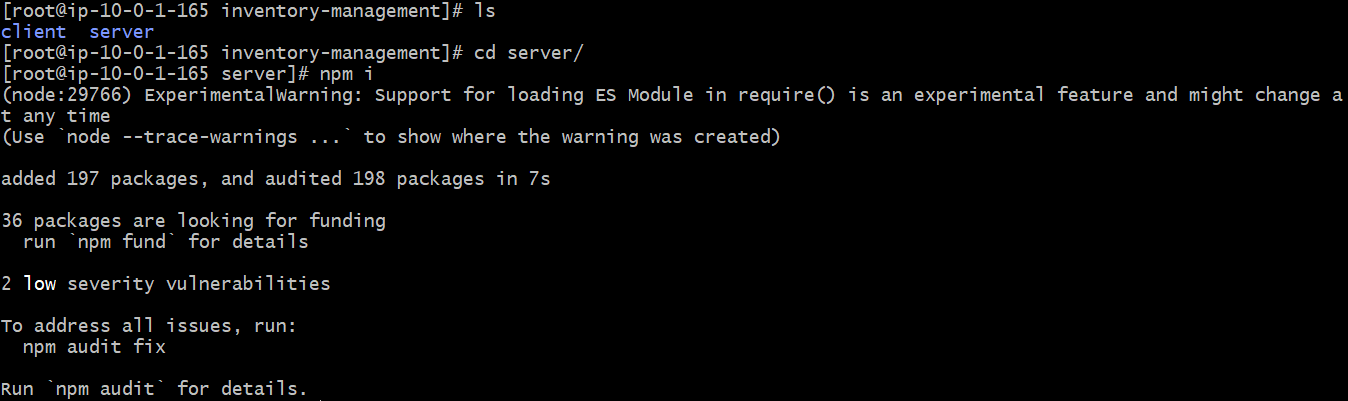 [root@ip-10-0-1-165 inventory-management]# ls
client  server
[root@ip-10-0-1-165 inventory-management]# cd server/
[root@ip-10-0-1-165 server]# npm i
(node:29766) ExperimentalWarning: Support for loading ES Module in require() is an experimental feature and might change a
t any time
(Use `node --trace-warnings ...` to show where the warning was created)
added 197 packages, and audited 198 packages in 7s
36 packages are looking for funding
  run `npm fund` for details
2 low severity vulnerabilities
To address all issues, run:
  npm audit fix
Run `npm audit` for details.